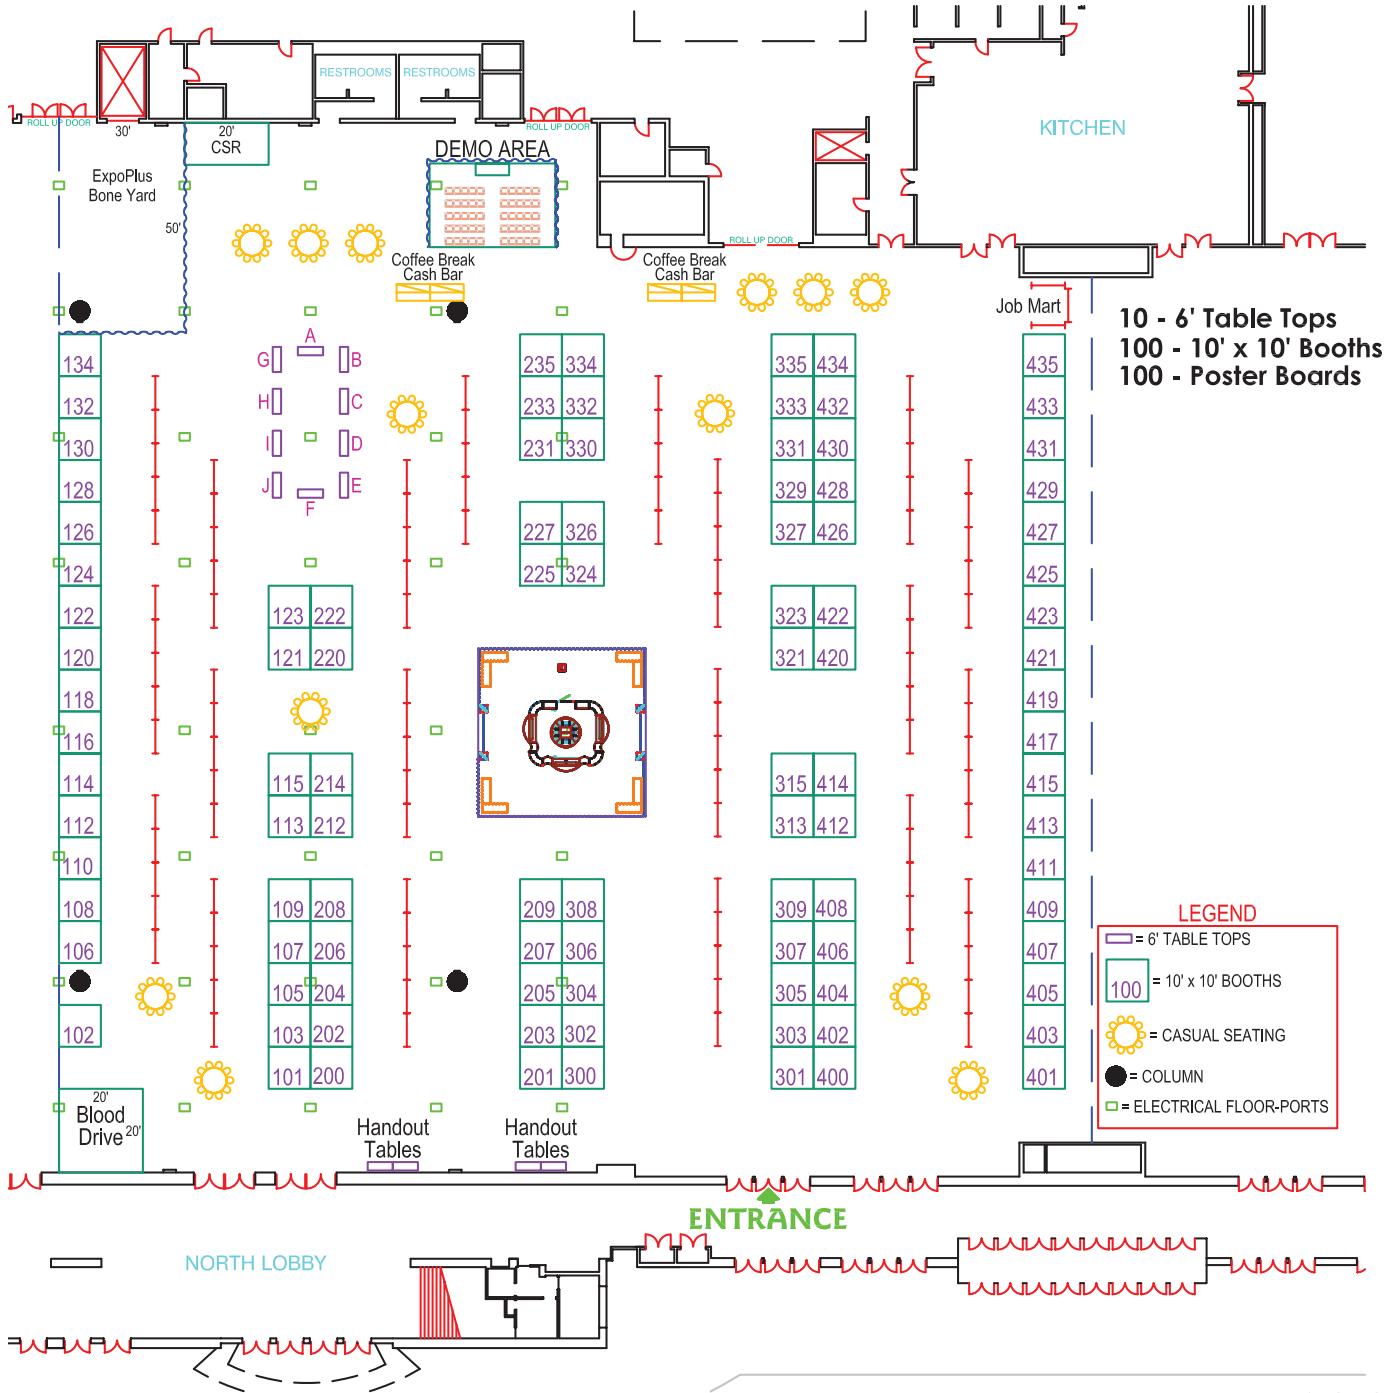 RESTROOMS RESTROOMS
KITCHEN
ROLL UP DOOR
30'
20'
CSR
ROLL UP DOOR
DEMO AREA
ExpoPlus
Bone Yard
50'
ROLL UP DOOR
Coffee Break
Cash Bar
Coffee Break
Cash Bar
Job Mart
10 - 6' Table Tops
100 - 10' x 10' Booths
100 - Poster Boards
A
G B
H C
I D
J E
F
134 235 334 335 434 435
132 233 332 333 432 433
130 231 330 331 430 431
128 329 428 429
126 227 326 327 426 427
124 225 324 425
122 123 222 323 422 423
120 121 220 321 420 421
118 419
116 417
114 115 214 315 414 415
112 113 212 313 412 413
110 411
108 109 208 209 308 309 408 409
106 107 206 207 306 307 406 407
105 204 205 304 305 404 405
102 103 202 203 302 303 402 403
101 200 201 300 301 400 401
LEGEND
= 6' TABLE TOPS
100 = 10' x 10' BOOTHS
= CASUAL SEATING
= COLUMN
= ELECTRICAL FLOOR-PORTS
20'
Blood
Drive 20'
Handout
Tables
Handout
Tables
ENTRANCE
NORTH LOBBY